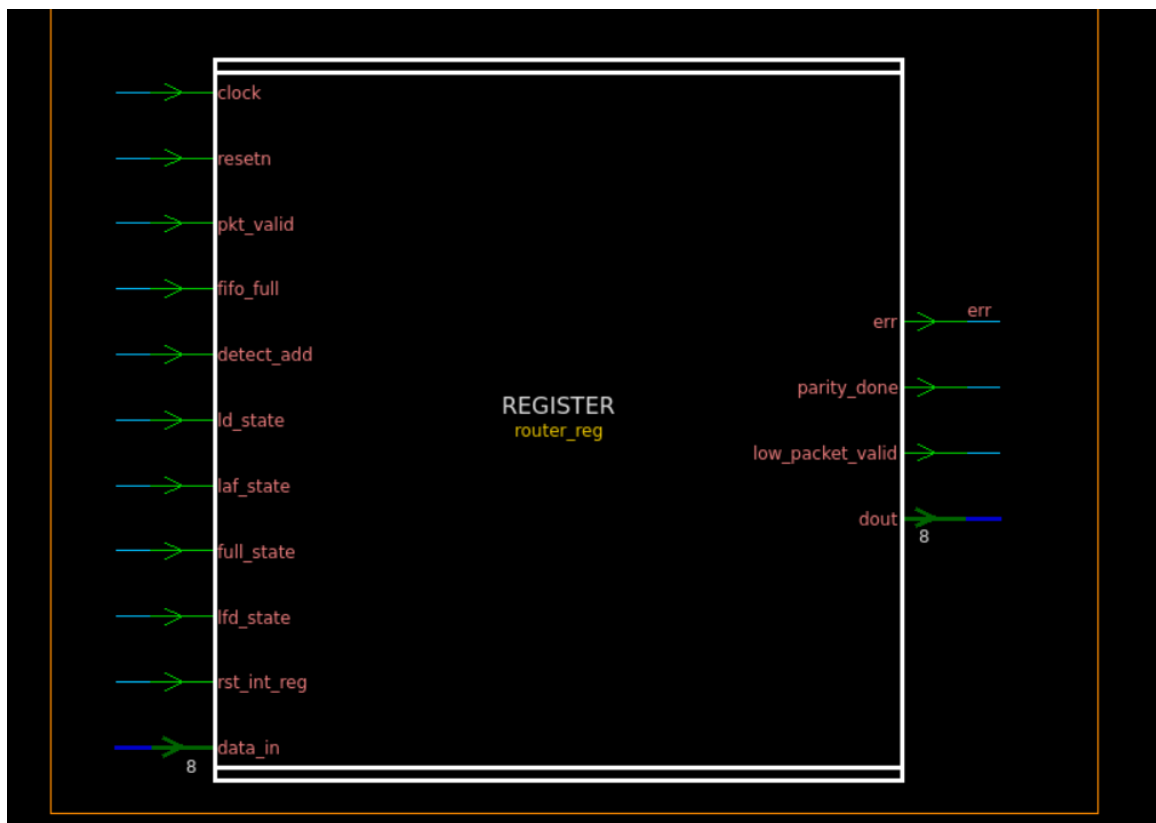 clock
resetn
pkt_valid
fifo_full
detect_add
ld_state
laf_state
full_state
lfd_state
rst_int_reg
data_in
8
REGISTER
router_reg
err
err
parity_done
low_packet_valid
dout
8